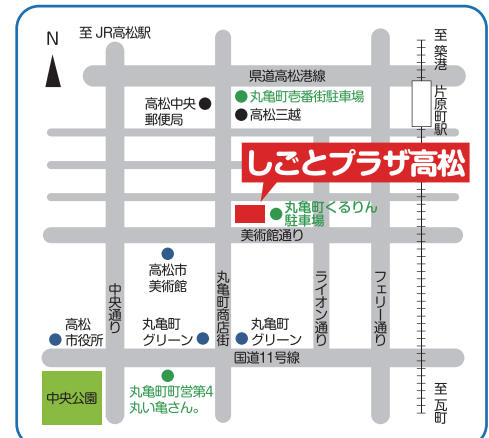 至 JR高松駅
N
至築港
県道高松港線
片原町駅
高松中央
郵便局
丸亀町壱番街駐車場
高松三越
しごとプラザ高松
丸亀町くるりん
駐車場
美術館通り
高松市
美術館
中央通り
丸亀町商店街
ライオン通り
フェリー通り
高松
市役所
丸亀町
グリーン
丸亀町
グリーン
国道11号線
中央公園
丸亀町町営第4
丸い亀さん。
至瓦町